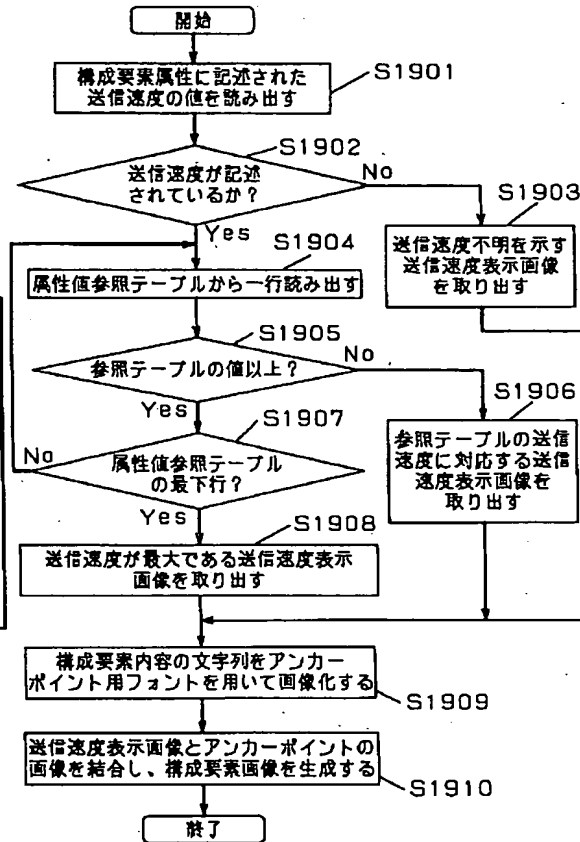 開始
構成要素属性に記述された
送信速度の値を読み出す
S1901
S1902
送信速度が記述
されているか?
No
Yes
S1903
送信速度不明を示す
送信速度表示画像
を取り出す
S1904
属性値参照テーブルから一行読み出す
S1905
参照テーブルの値以上?
No
Yes
S1906
参照テーブルの送信
速度に対応する送信
速度表示画像を
取り出す
S1907
No
属性値参照テーブル
の最下行?
Yes
S1908
送信速度が最大である送信速度表示
画像を取り出す
構成要素内容の文字列をアンカー
ポイント用フォントを用いて画像化する
S1909
送信速度表示画像とアンカーポイントの
画像を結合し、構成要素画像を生成する
S1910
終了